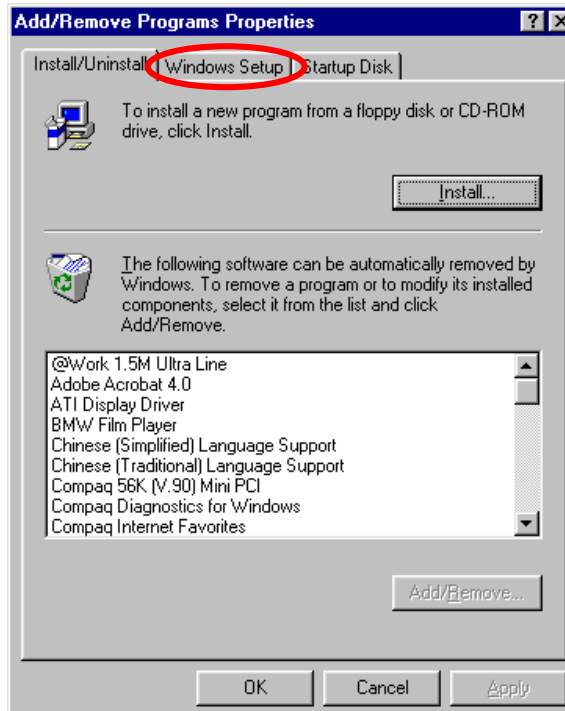 Add/Remove Programs Properties
Install/Uninstall Windows Setup Startup Disk
To install a new program from a floppy disk or CD-ROM
drive, click Install.
Install...
The following software can be automatically removed by
Windows. To remove a program or to modify its installed
components, select it from the list and click
Add/Remove.
@Work 1.5M Ultra Line
Adobe Acrobat 4.0
ATI Display Driver
BMW Film Player
Chinese (Simplified) Language Support
Chinese (Traditional) Language Support
Compaq 56K (V.90) Mini PCI
Compaq Diagnostics for Windows
Compaq Internet Favorites
Add/Remove...
OK Cancel Apply